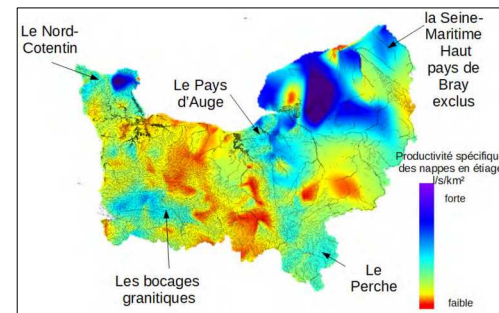 Le Nord-
Cotentin
Le Pays
d'Auge
la Seine-
Maritime
Haut
pays de
Bray
exclus
Productivité spécifique
des nappes en étiage
l/s/km²
forte
faible
Les bocages
granitiques
Le
Perche